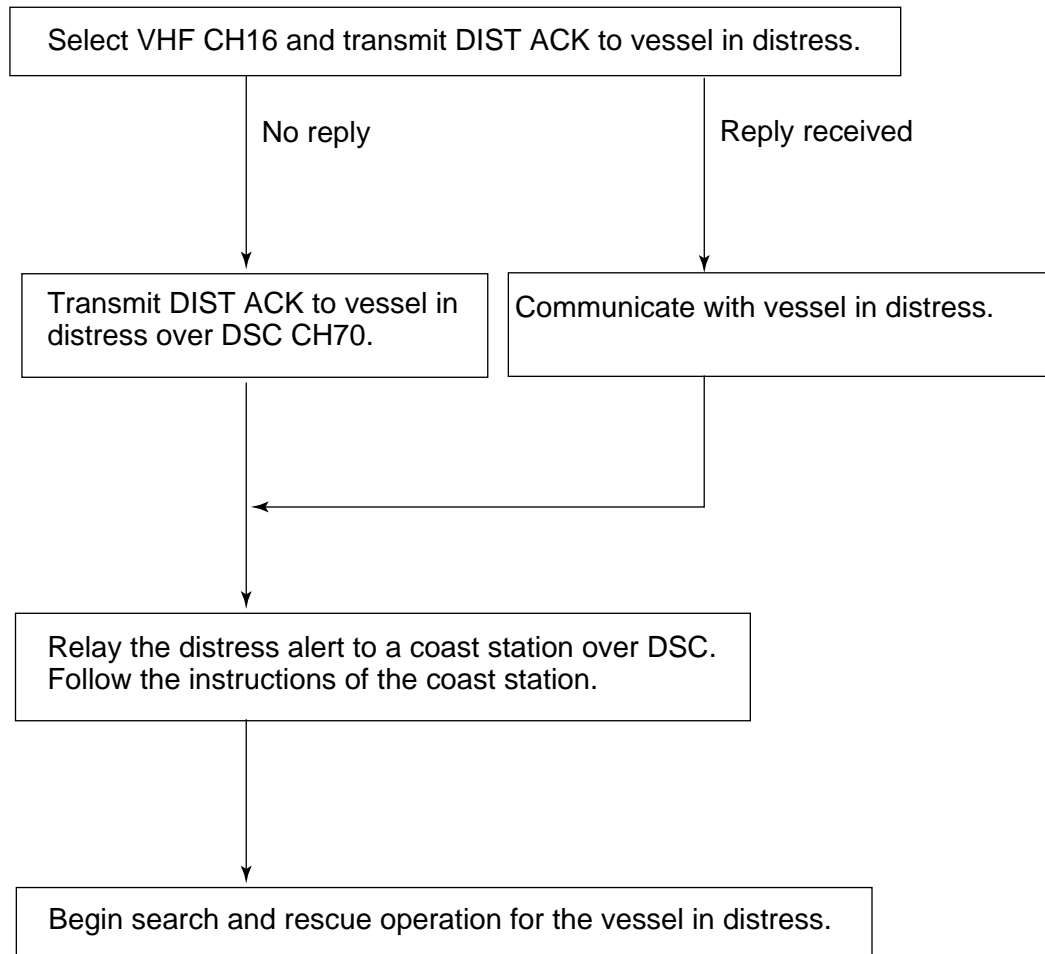 Select VHF CH16 and transmit DIST ACK to vessel in distress.
No reply
Reply received
Transmit DIST ACK to vessel in
distress over DSC CH70.
Communicate with vessel in distress.
Relay the distress alert to a coast station over DSC.
Follow the instructions of the coast station.
Begin search and rescue operation for the vessel in distress.